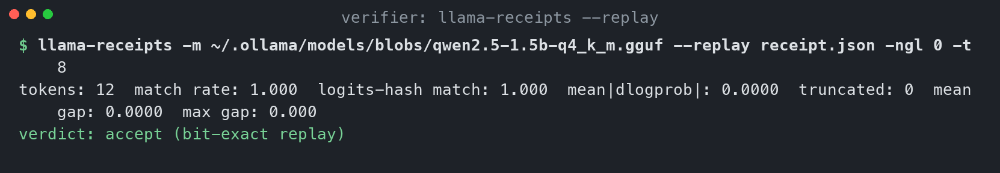 verifier: llama-receipts --replay
$ llama-receipts -m ~/.ollama/models/blobs/qwen2.5-1.5b-q4_k_m.gguf --replay receipt.json -ngl 0 -t
8
tokens: 12  match rate: 1.000  logits-hash match: 1.000  mean|dlogprob|: 0.0000  truncated: 0  mean
gap: 0.0000  max gap: 0.000
verdict: accept (bit-exact replay)